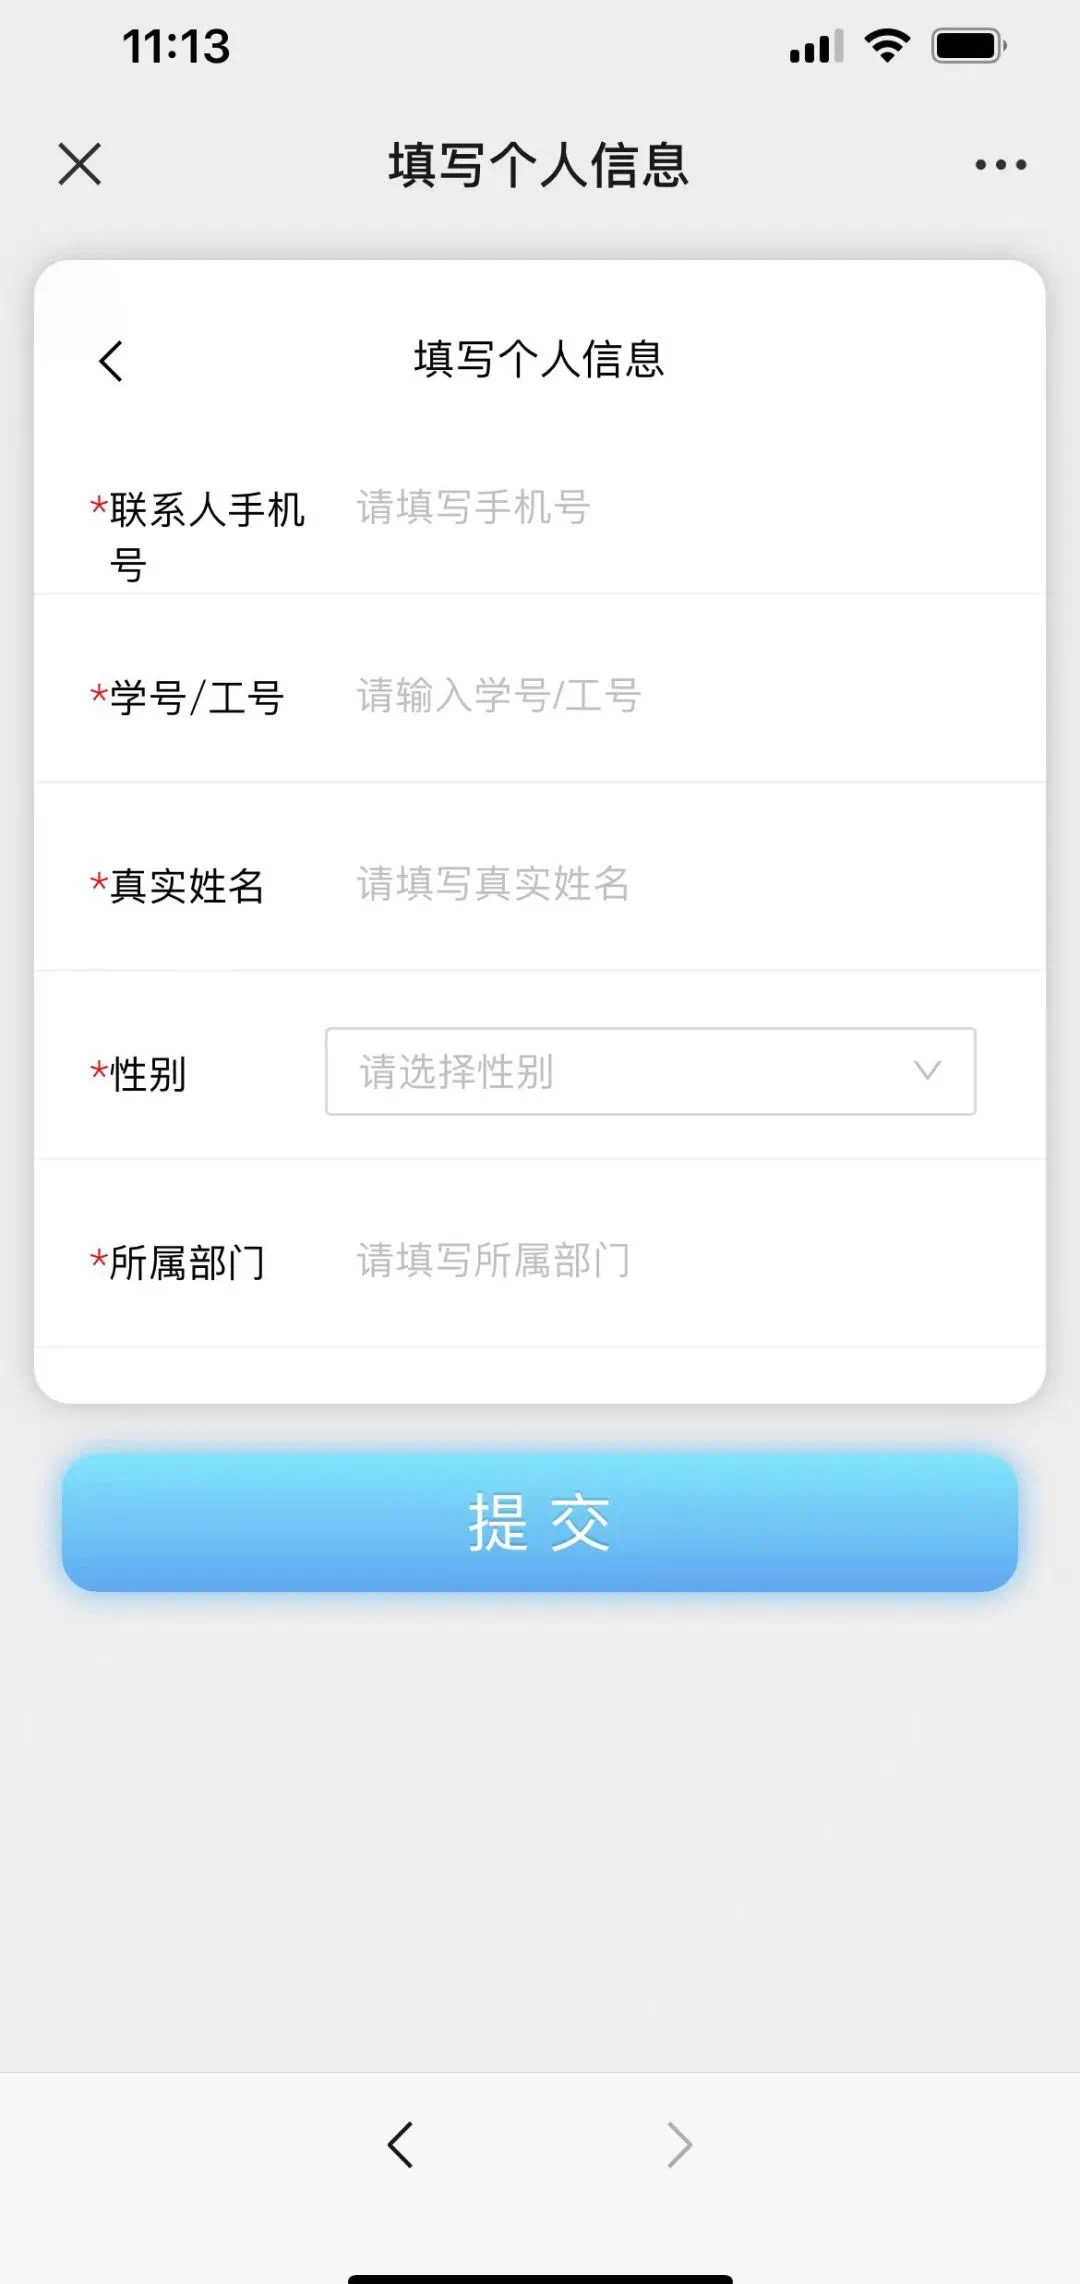 11:13
填写个人信息
填写个人信息
*联系人手机 请填写手机号
号
*学号/工号 请输入学号/工号
*真实姓名 请填写真实姓名
*性别 请选择性别
*所属部门 请填写所属部门
提交